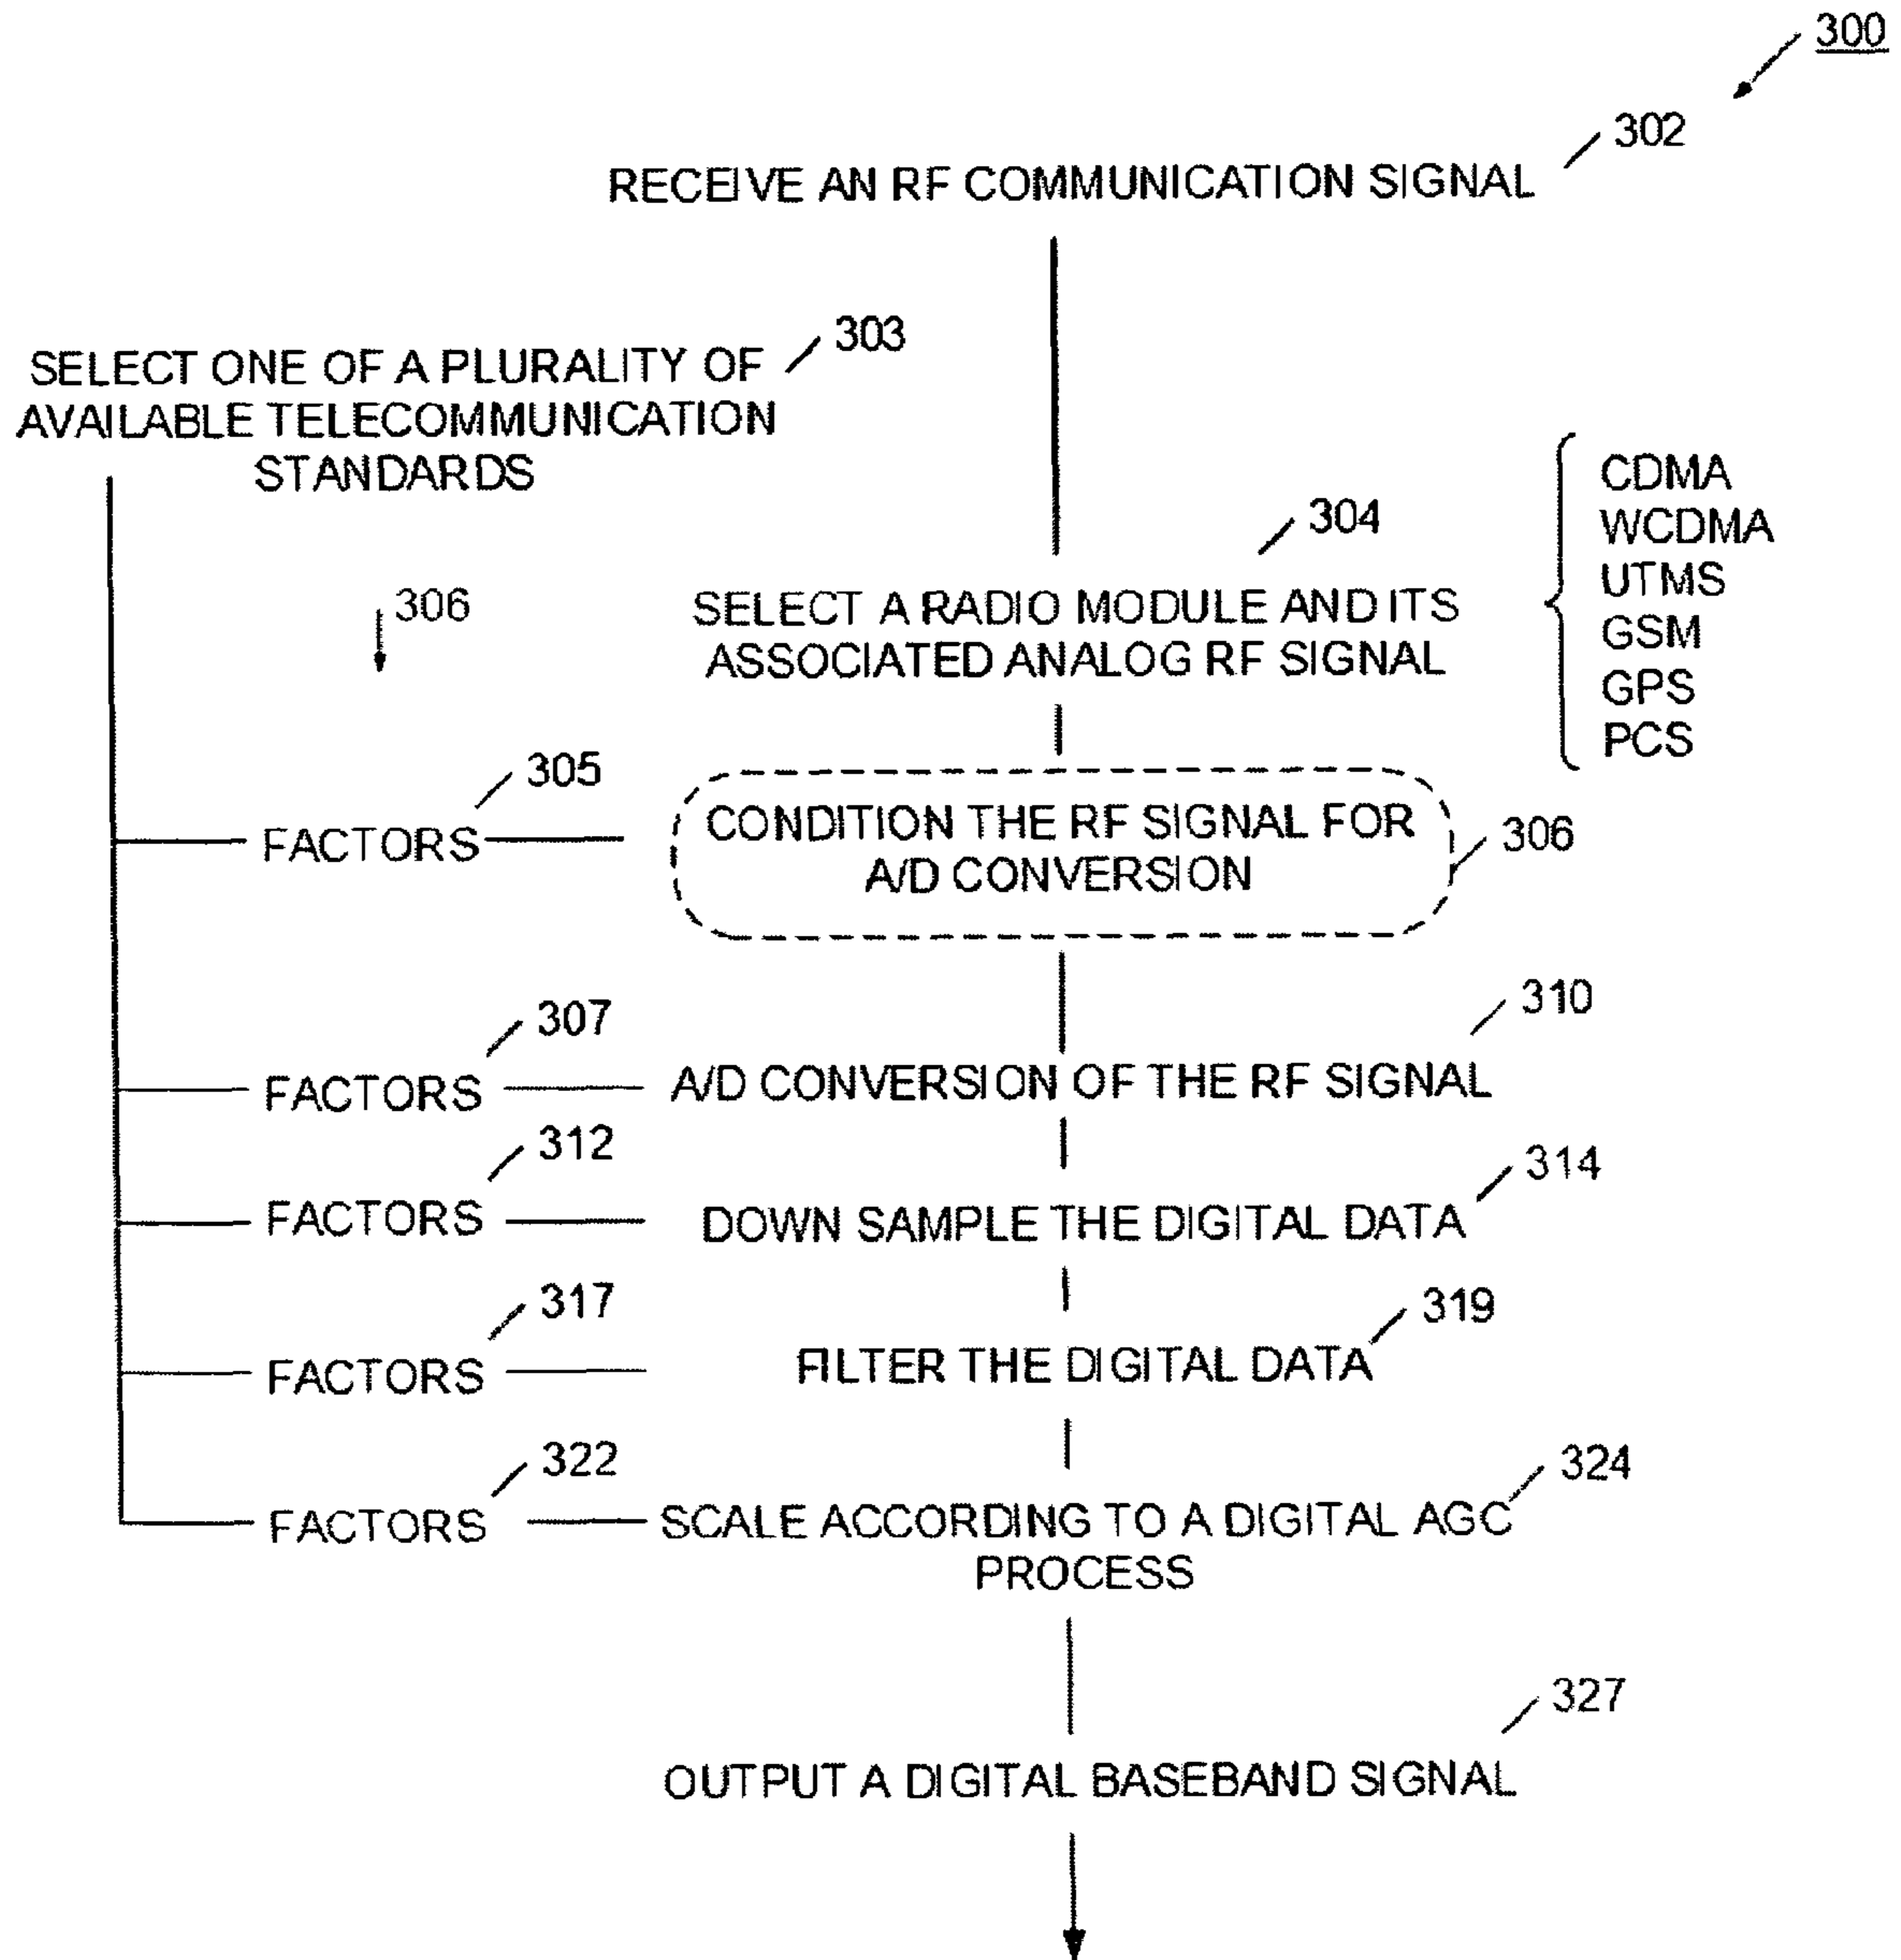 300
302
RECEIVE AN RF COMMUNICATION SIGNAL
303
SELECT ONE OF A PLURALITY OF
AVAILABLE TELECOMMUNICATION
STANDARDS
304
SELECT A RADIO MODULE AND ITS
ASSOCIATED ANALOG RF SIGNAL
CDMA
WCDMA
UTMS
GSM
GPS
PCS
306
305
FACTORS
CONDITION THE RF SIGNAL FOR
A/D CONVERSION
306
307
FACTORS
310
A/D CONVERSION OF THE RF SIGNAL
312
FACTORS
314
DOWN SAMPLE THE DIGITAL DATA
317
FACTORS
319
FILTER THE DIGITAL DATA
322
FACTORS
324
SCALE ACCORDING TO A DIGITAL AGC
PROCESS
327
OUTPUT A DIGITAL BASEBAND SIGNAL